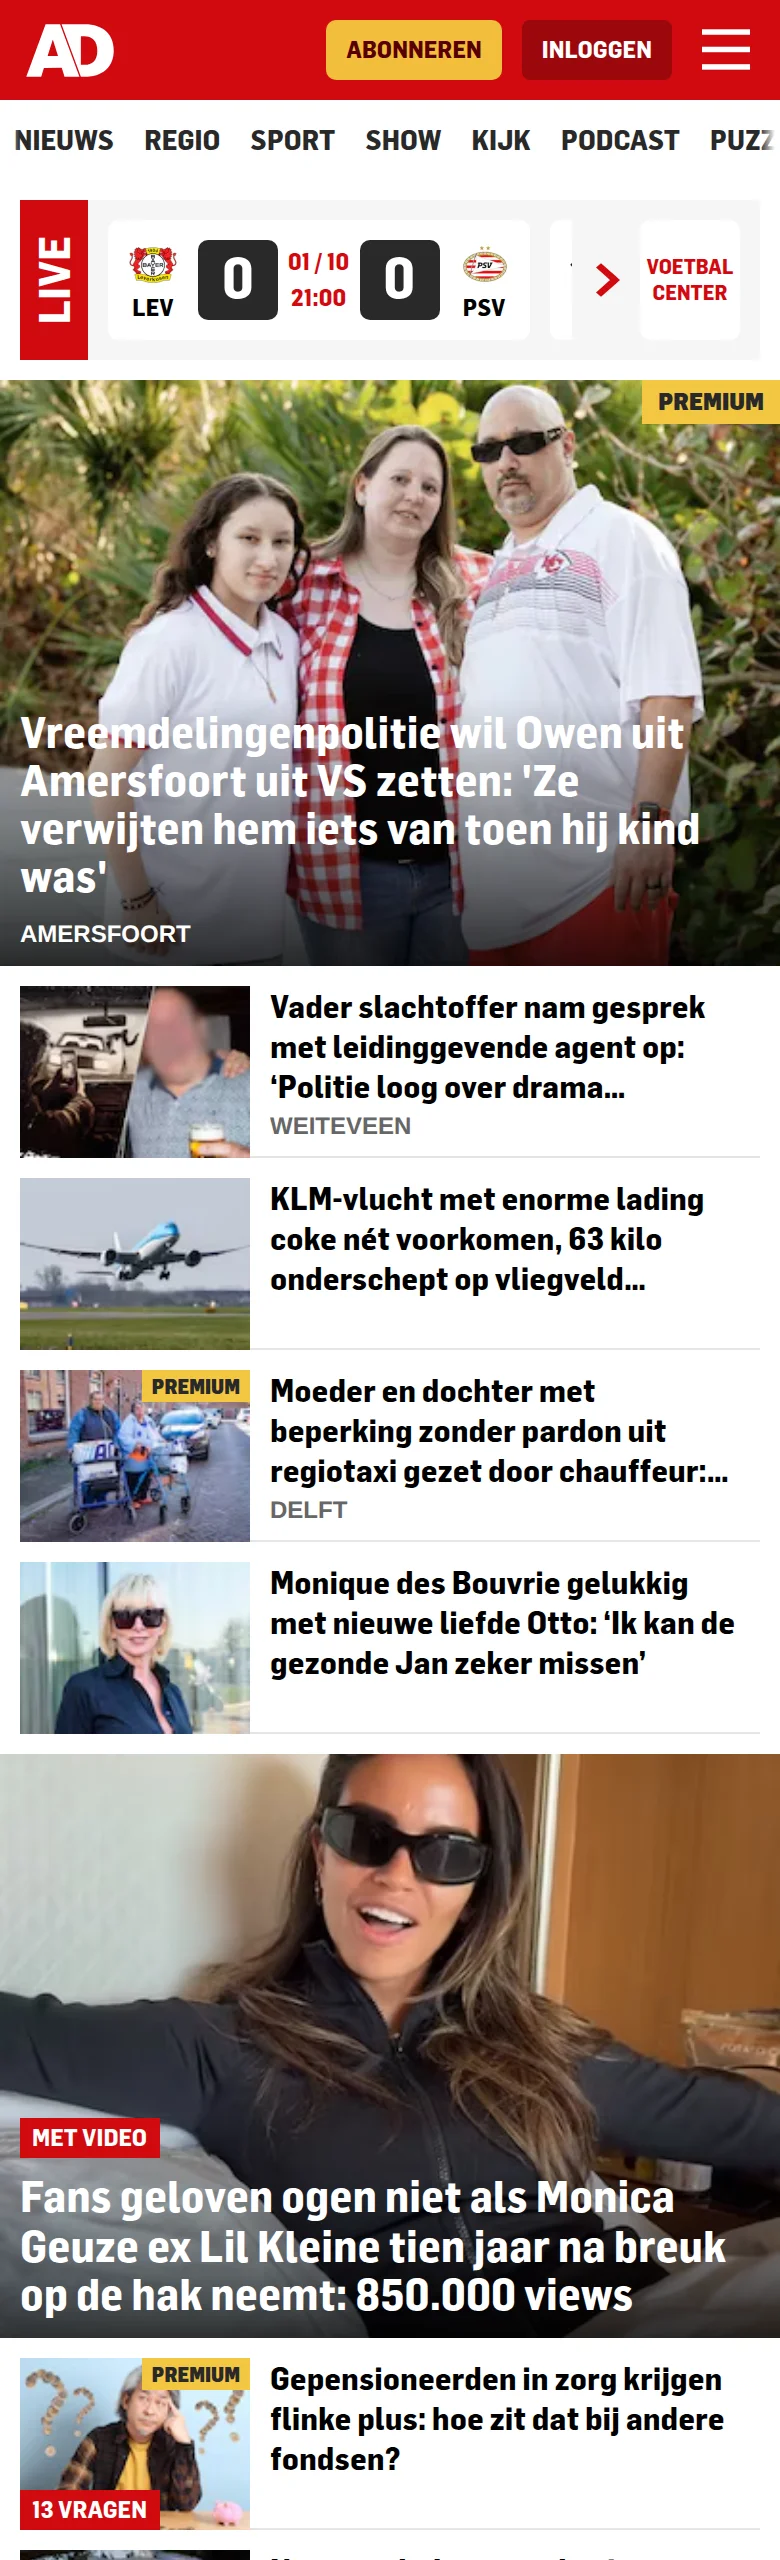 AD
ABONNEREN
INLOGGEN
NIEUWS REGIO SPORT SHOW KIJK PODCAST PUZZ
LIVE
LEV
0
01 / 10
21:00
0
PSV
VOETBAL
CENTER
PREMIUM
Vreemdelingenpolitie wil Owen uit
Amersfoort uit VS zetten: 'Ze
verwijten hem iets van toen hij kind
was'
AMERSFOORT
Vader slachtoffer nam gesprek
met leidinggevende agent op:
‘Politie loog over drama...
WEITEVEEN
KLM-vlucht met enorme lading
coke nét voorkomen, 63 kilo
onderschept op vliegveld...
PREMIUM
Moeder en dochter met
beperking zonder pardon uit
regiotaxi gezet door chauffeur:...
DELFT
Monique des Bouvrie gelukkig
met nieuwe liefde Otto: ‘Ik kan de
gezonde Jan zeker missen’
MET VIDEO
Fans geloven ogen niet als Monica
Geuze ex Lil Kleine tien jaar na breuk
op de hak neemt: 850.000 views
PREMIUM
13 VRAGEN
Gepensioneerden in zorg krijgen
flinke plus: hoe zit dat bij andere
fondsen?